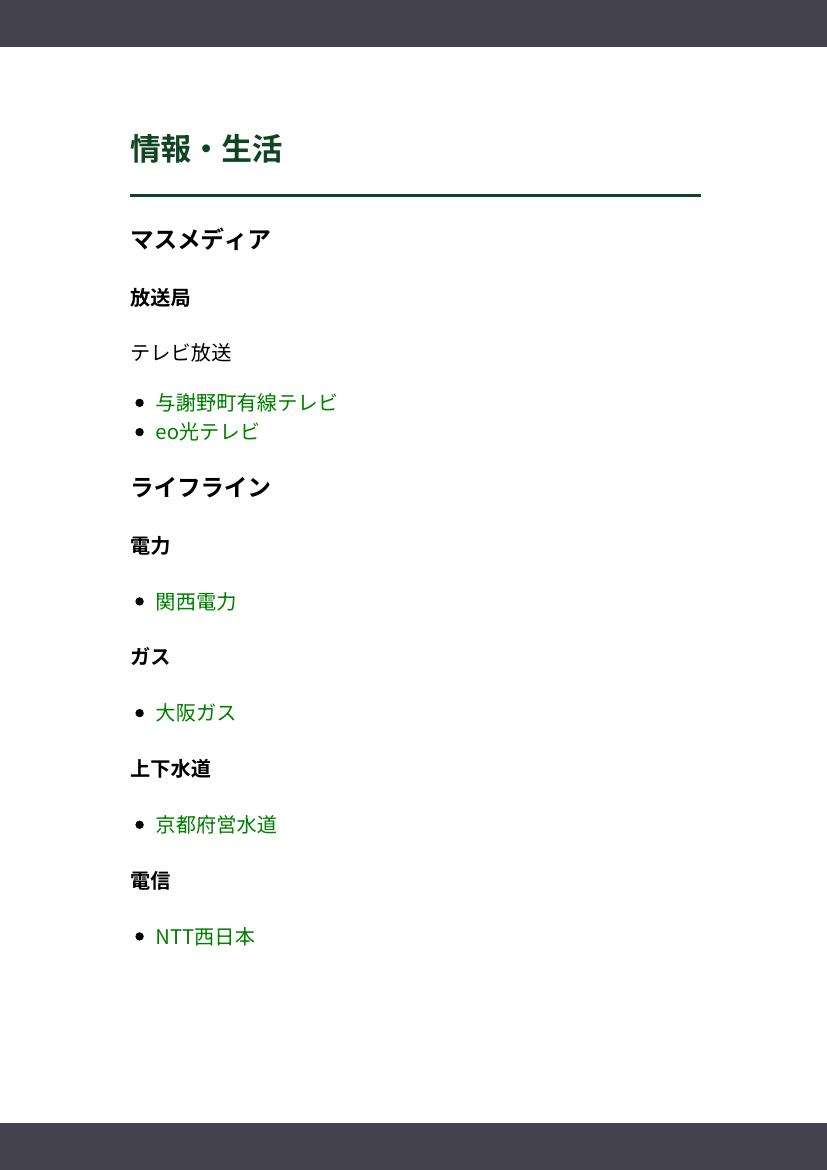 情報・生活
マスメディア
放送局
テレビ放送
与謝野町有線テレビ
eo光テレビ
ライフライン
電力
関西電力
ガス
大阪ガス
上下水道
京都府営水道
電信
NTT西日本